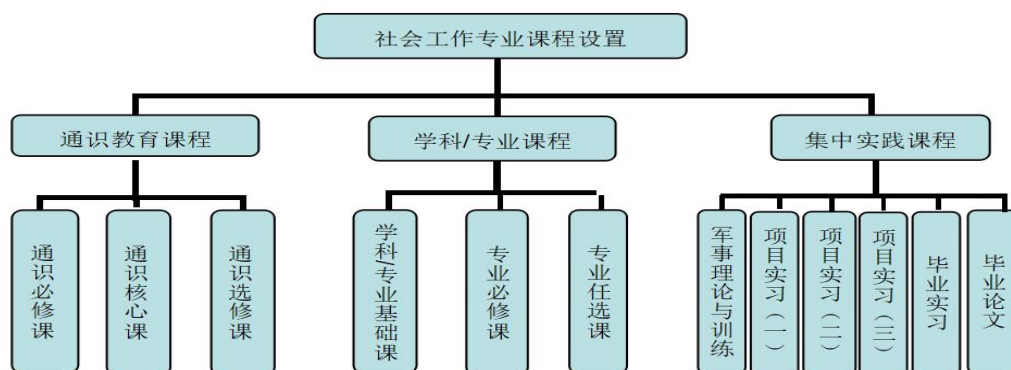 社会工作专业课程设置
通识教育课程
学科/专业课程
集中实践课程
通识必修课
通识核心课
通识选修课
学科/专业基础课
专业必修课
专业任选课
军事理论与训练
项目实习（一）
项目实习（二）
项目实习（三）
毕业实习
毕业论文